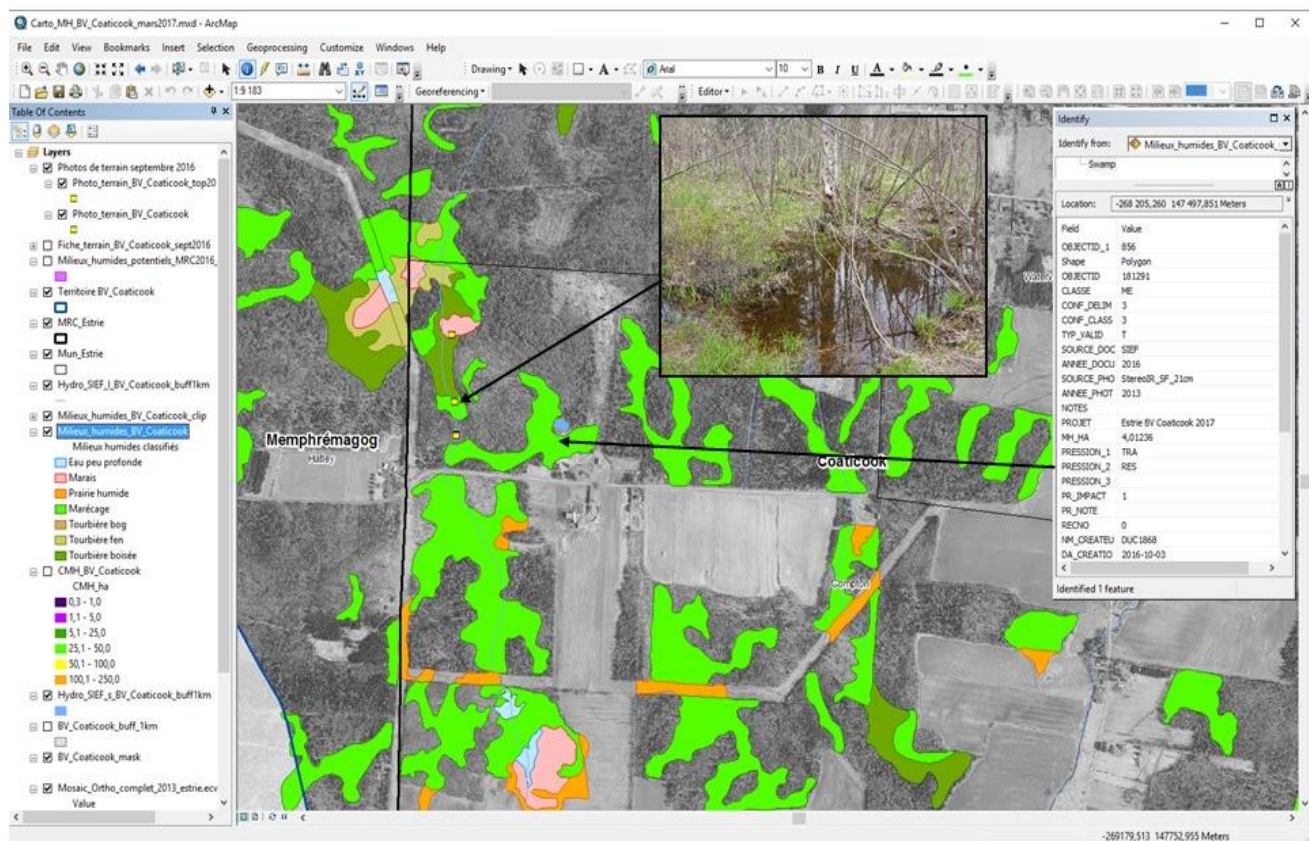 Carto_MH_BV_Coaticook_mars2017.mxd - ArcMap
File Edit View Bookmarks Insert Selection Geoprocessing Customize Windows Help
Drawing Arial 10 B I U A
1:9 183 Georeferencing Editor
Table Of Contents
Layers
Photos de terrain septembre 2016
Photo_terrain_BV_Coaticook_top20
Photo_terrain_BV_Coaticook
Fiche_terrain_BV_Coaticook_sept2016
Milieux_humides_potentiels_MRC2016_
Territoire BV_Coaticook
MRC_Estrie
Mun_Estrie
Hydro_SIEF_l_BV_Coaticook_buff1km
Milieux_humides_BV_Coaticook_clip
Milieux_humides_BV_Coaticook
Milieux humides classifiés
Eau peu profonde
Marais
Prairie humide
Marécage
Tourbière bog
Tourbière fen
Tourbière boisée
CMH_BV_Coaticook
CMH_ha
0,3 - 1,0
1,1 - 5,0
5,1 - 25,0
25,1 - 50,0
50,1 - 100,0
100,1 - 250,0
Hydro_SIEF_s_BV_Coaticook_buff1km
BV_Coaticook_buff_1km
BV_Coaticook_mask
Mosaic_Ortho_complet_2013_estrie.ecw
Value
Memphrémagog
Hatley
Coaticook
Compton
Identify
Identify from: Milieux_humides_BV_Coaticook_
Swamp
Location: -268 205,260 147 497,851 Meters
Field Value
OBJECTID_1 856
Shape Polygon
OBJECTID 181291
CLASSE ME
CONF_DELIM 3
CONF_CLASS 3
TYP_VALID T
SOURCE_DOC SIEF
ANNEE_DOCU 2016
SOURCE_PHO StereoIR_SF_21cm
ANNEE_PHOT 2013
NOTES
PROJET Estrie BV Coaticook 2017
MH_HA 4,01236
PRESSION_1 TRA
PRESSION_2 RES
PRESSION_3
PR_IMPACT 1
PR_NOTE
RECNO 0
NM_CREATEU DUC1868
DA_CREATIO 2016-10-03
Identified 1 feature
-269179,513 147752,955 Meters